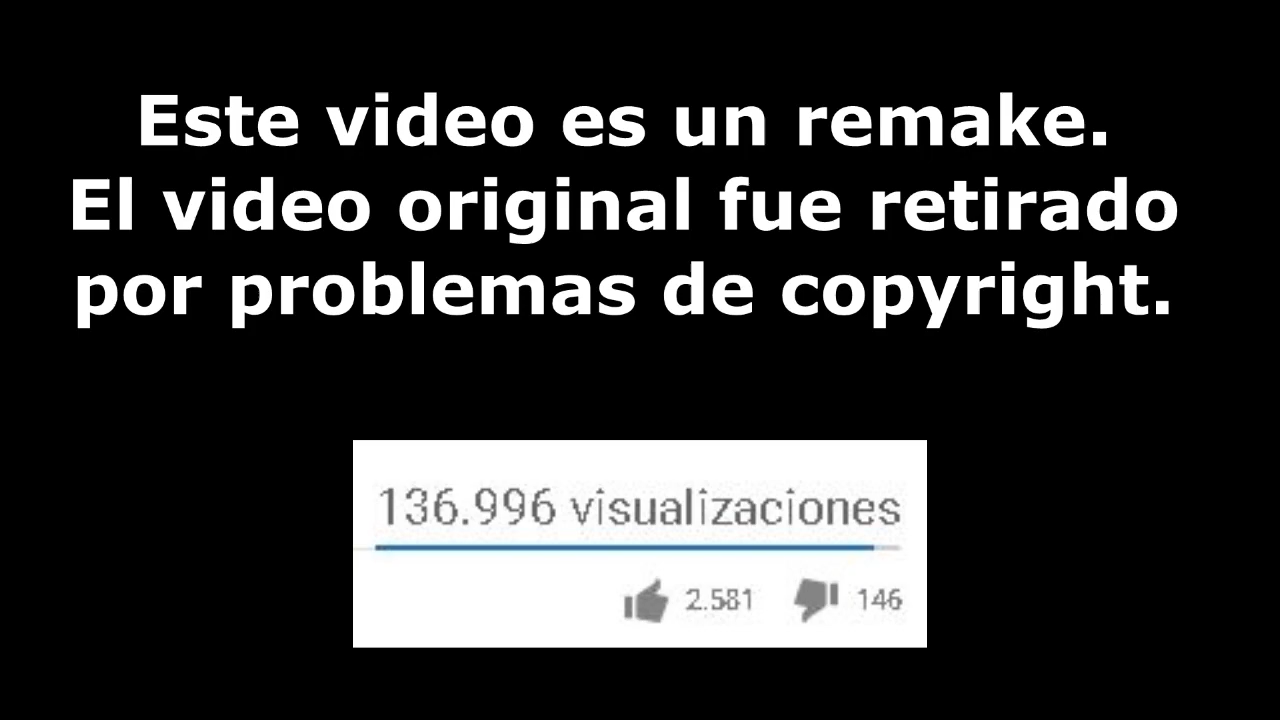 Este video es un remake.
El video original fue retirado
por problemas de copyright.
136.996 visualizaciones
2.581 146